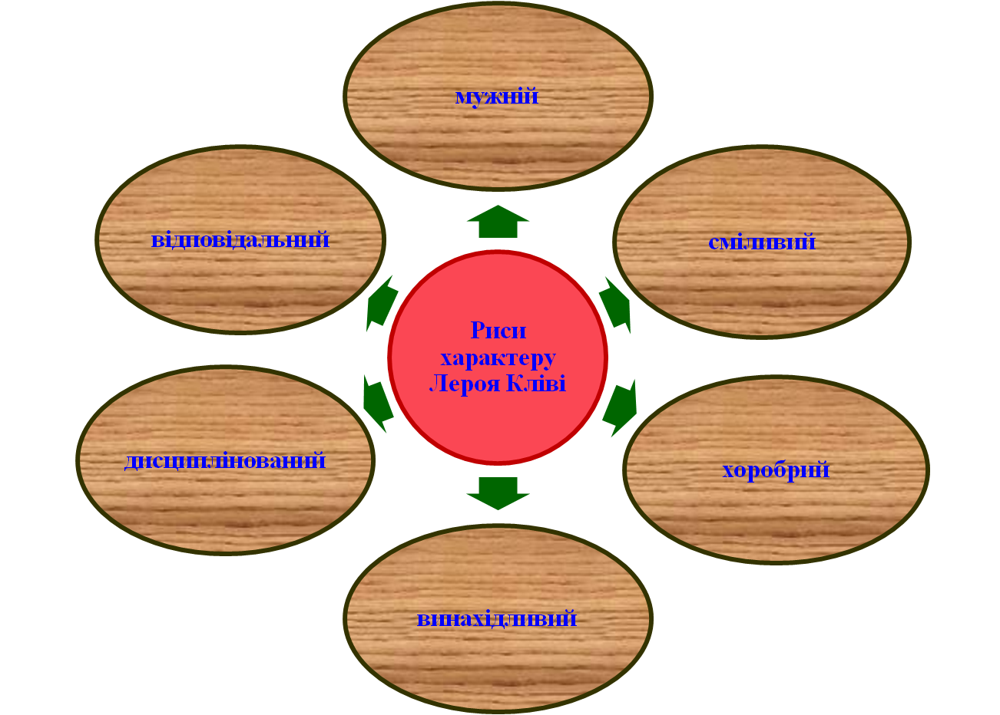 мужній
відповідальний
сміливий
Риси
характеру
Лероя Кліві
дисциплінований
хоробрий
винахідливий